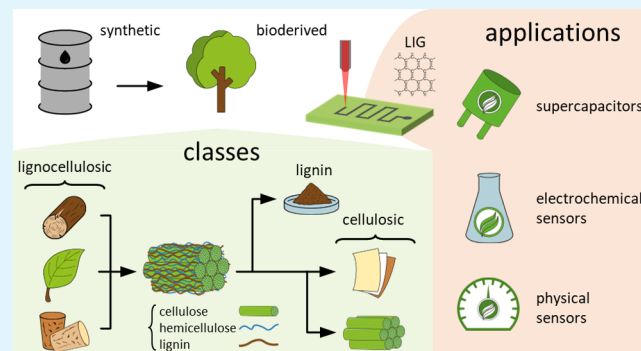 synthetic
bioderived
LIG
applications
supercapacitors
electrochemical
sensors
physical
sensors
classes
lignocellulosic
lignin
cellulosic
cellulose
hemicellulose
lignin